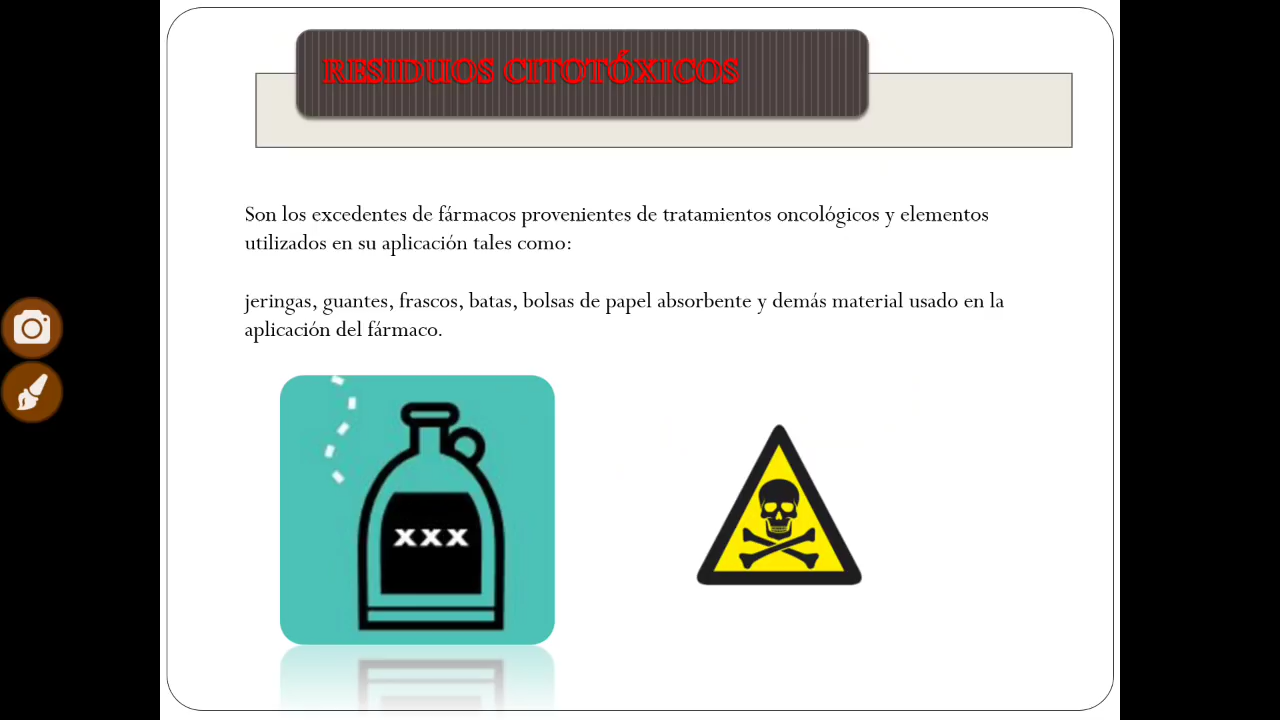 RESIDUOS CITOTÓXICOS
Son los excedentes de fármacos provenientes de tratamientos oncológicos y elementos
utilizados en su aplicación tales como:
jeringas, guantes, frascos, batas, bolsas de papel absorbente y demás material usado en la
aplicación del fármaco.
XXX